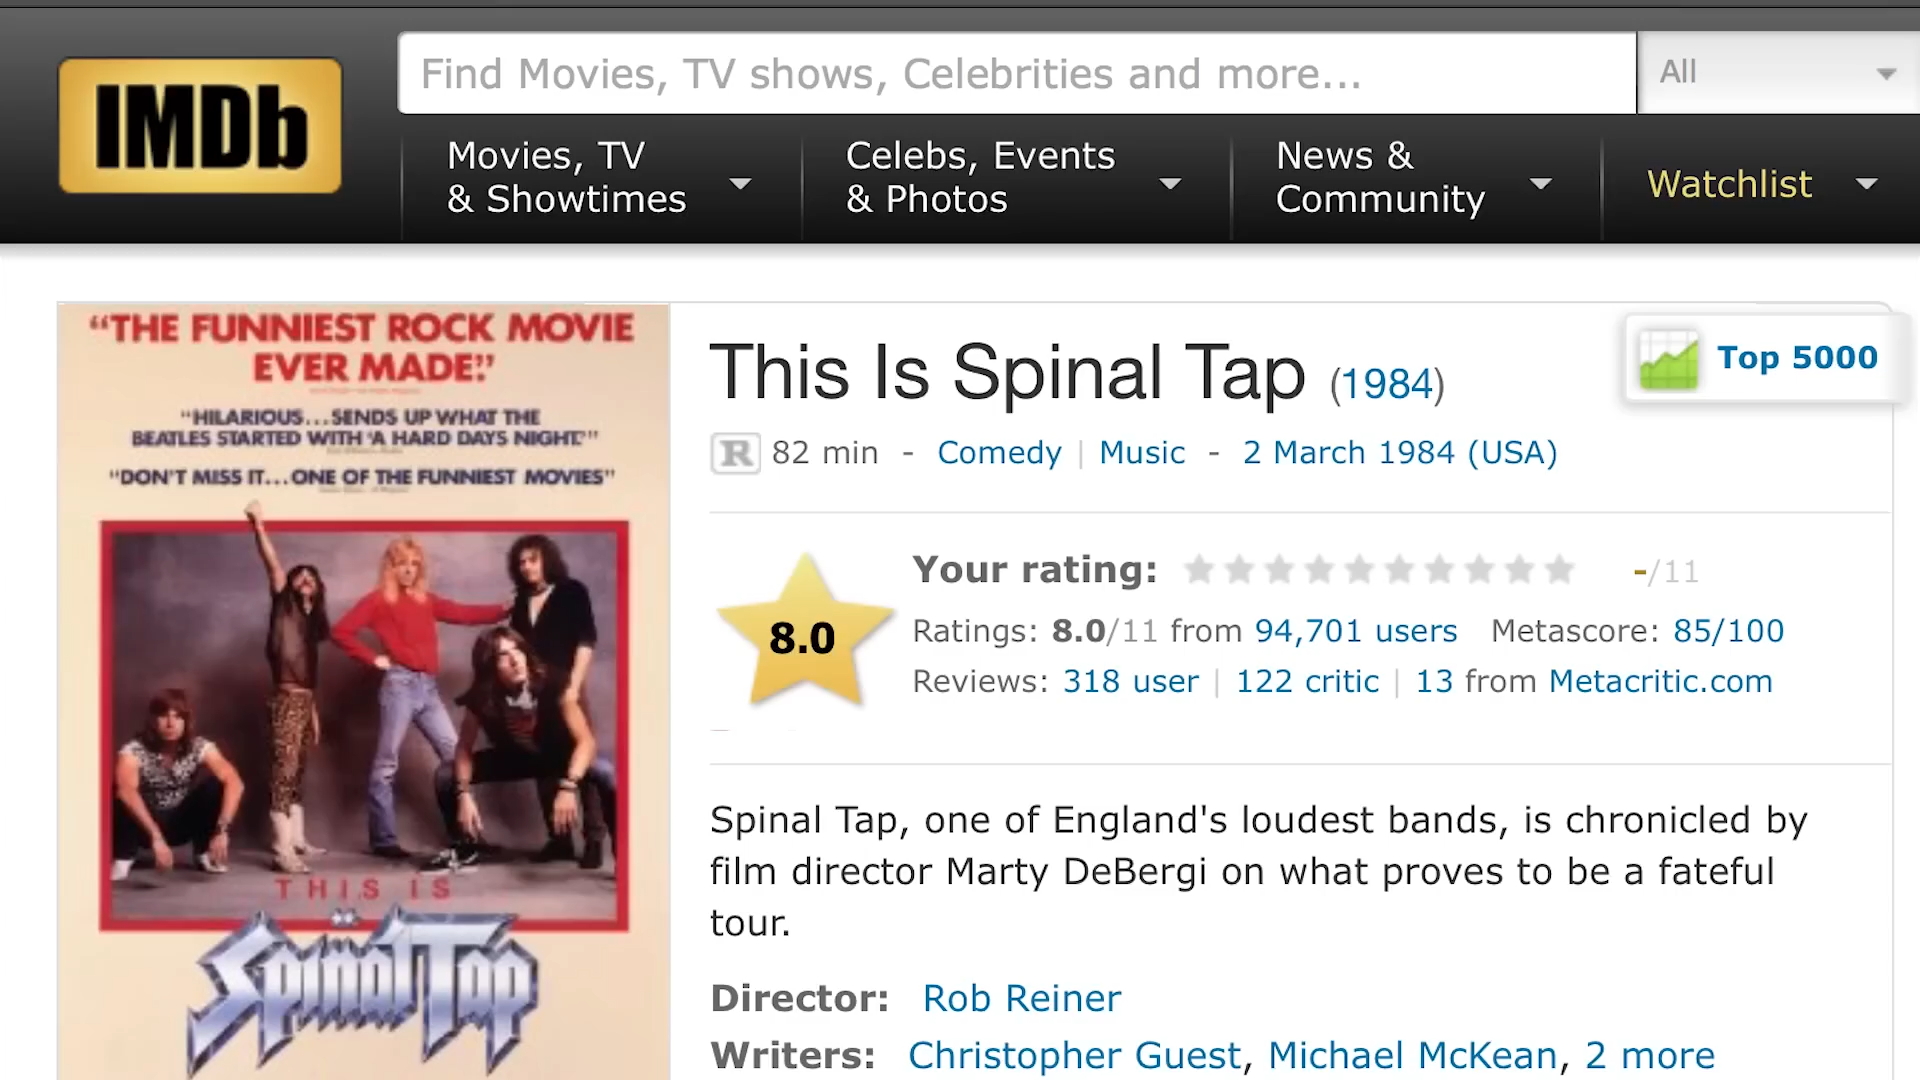 IMDb
Find Movies, TV shows, Celebrities and more...
All
Movies, TV
& Showtimes
Celebs, Events
& Photos
News &
Community
Watchlist
"THE FUNNIEST ROCK MOVIE
EVER MADE!"
"HILARIOUS...SENDS UP WHAT THE
BEATLES STARTED WITH 'A HARD DAYS NIGHT'."
"DON'T MISS IT...ONE OF THE FUNNIEST MOVIES"
THIS IS
Spın̈al Tap
This Is Spinal Tap (1984)
Top 5000
R 82 min - Comedy | Music - 2 March 1984 (USA)
8.0
Your rating: -/11
Ratings: 8.0/11 from 94,701 users Metascore: 85/100
Reviews: 318 user | 122 critic | 13 from Metacritic.com
Spinal Tap, one of England's loudest bands, is chronicled by
film director Marty DeBergi on what proves to be a fateful
tour.
Director: Rob Reiner
Writers: Christopher Guest, Michael McKean, 2 more